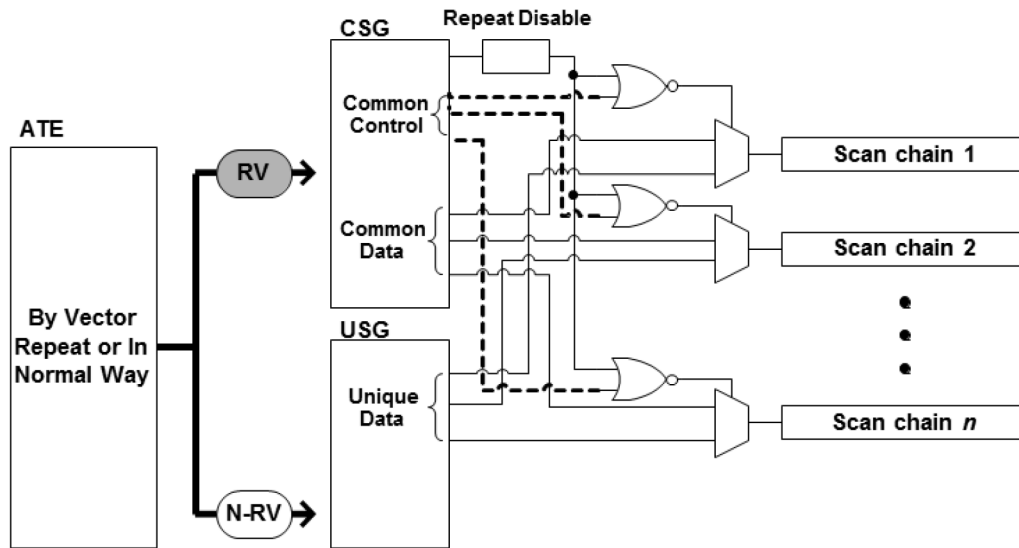 Repeat Disable
CSG
Common
Control
Common
Data
ATE
By Vector
Repeat or In
Normal Way
RV
N-RV
USG
Unique
Data
Scan chain 1
Scan chain 2
Scan chain n